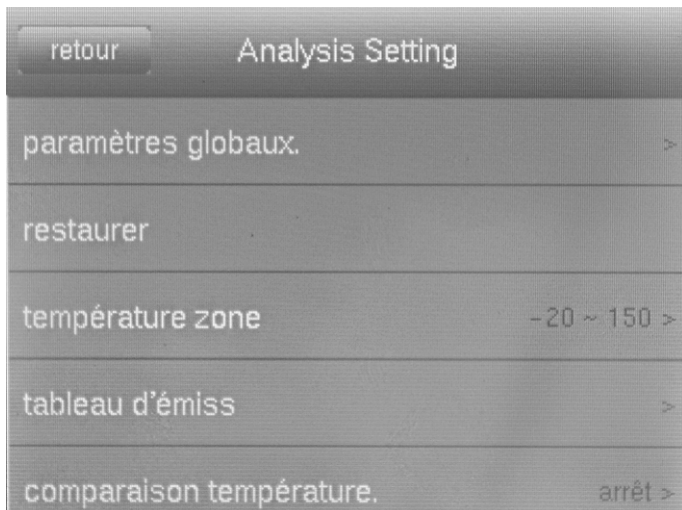 retour Analysis Setting
paramètres globaux. >
restaurer
température zone -20 ~ 150 >
tableau d'émiss >
comparaison température. arrêt >